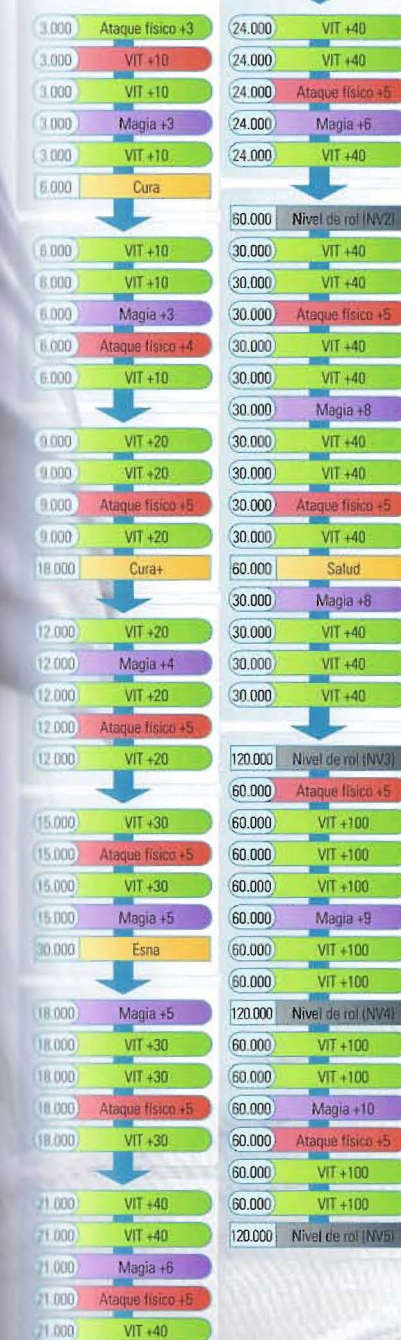 3.000 Ataque físico +3
3.000 VIT +10
3.000 VIT +10
3.000 Magia +3
3.000 VIT +10
6.000 Cura
6.000 VIT +10
6.000 VIT +10
6.000 Magia +3
6.000 Ataque físico +4
6.000 VIT +10
9.000 VIT +20
9.000 VIT +20
9.000 Ataque físico +5
9.000 VIT +20
18.000 Cura+
12.000 VIT +20
12.000 Magia +4
12.000 VIT +20
12.000 Ataque físico +5
12.000 VIT +20
15.000 VIT +30
15.000 Ataque físico +5
15.000 VIT +30
15.000 Magia +5
30.000 Esna
18.000 Magia +5
18.000 VIT +30
18.000 VIT +30
18.000 Ataque físico +5
18.000 VIT +30
21.000 VIT +40
21.000 VIT +40
21.000 Magia +6
21.000 Ataque físico +5
21.000 VIT +40
24.000 VIT +40
24.000 VIT +40
24.000 Ataque físico +5
24.000 Magia +6
24.000 VIT +40
60.000 Nivel de rol (NV2)
30.000 VIT +40
30.000 VIT +40
30.000 Ataque físico +5
30.000 VIT +40
30.000 VIT +40
30.000 Magia +8
30.000 VIT +40
30.000 VIT +40
30.000 Ataque físico +5
30.000 VIT +40
60.000 Salud
30.000 Magia +8
30.000 VIT +40
30.000 VIT +40
30.000 VIT +40
120.000 Nivel de rol (NV3)
60.000 Ataque físico +5
60.000 VIT +100
60.000 VIT +100
60.000 VIT +100
60.000 Magia +9
60.000 VIT +100
60.000 VIT +100
120.000 Nivel de rol (NV4)
60.000 VIT +100
60.000 VIT +100
60.000 Magia +10
60.000 Ataque físico +5
60.000 VIT +100
60.000 VIT +100
120.000 Nivel de rol (NV5)